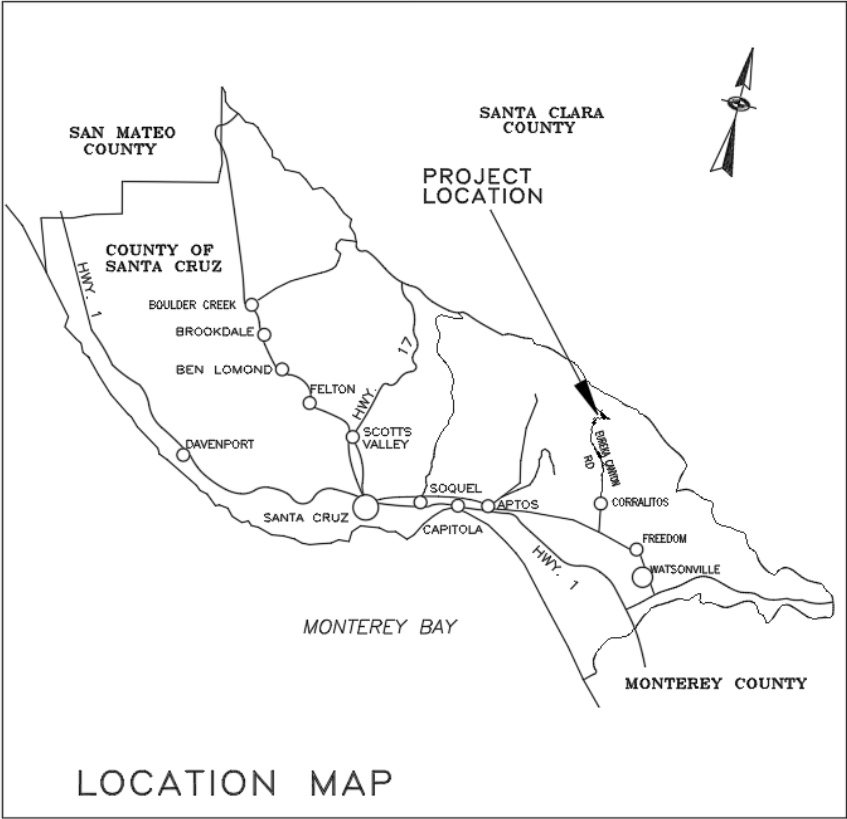 SANTA CLARA
COUNTY
SAN MATEO
COUNTY
PROJECT
LOCATION
COUNTY OF
SANTA CRUZ
HWY. 1
BOULDER CREEK
BROOKDALE
HWY. 17
BEN LOMOND
FELTON
SCOTTS
VALLEY
DAVENPORT
EUREKA CANYON
RD
SOQUEL
CORRALITOS
APTOS
SANTA CRUZ
CAPITOLA
FREEDOM
HWY. 1
WATSONVILLE
MONTEREY BAY
MONTEREY COUNTY
LOCATION MAP